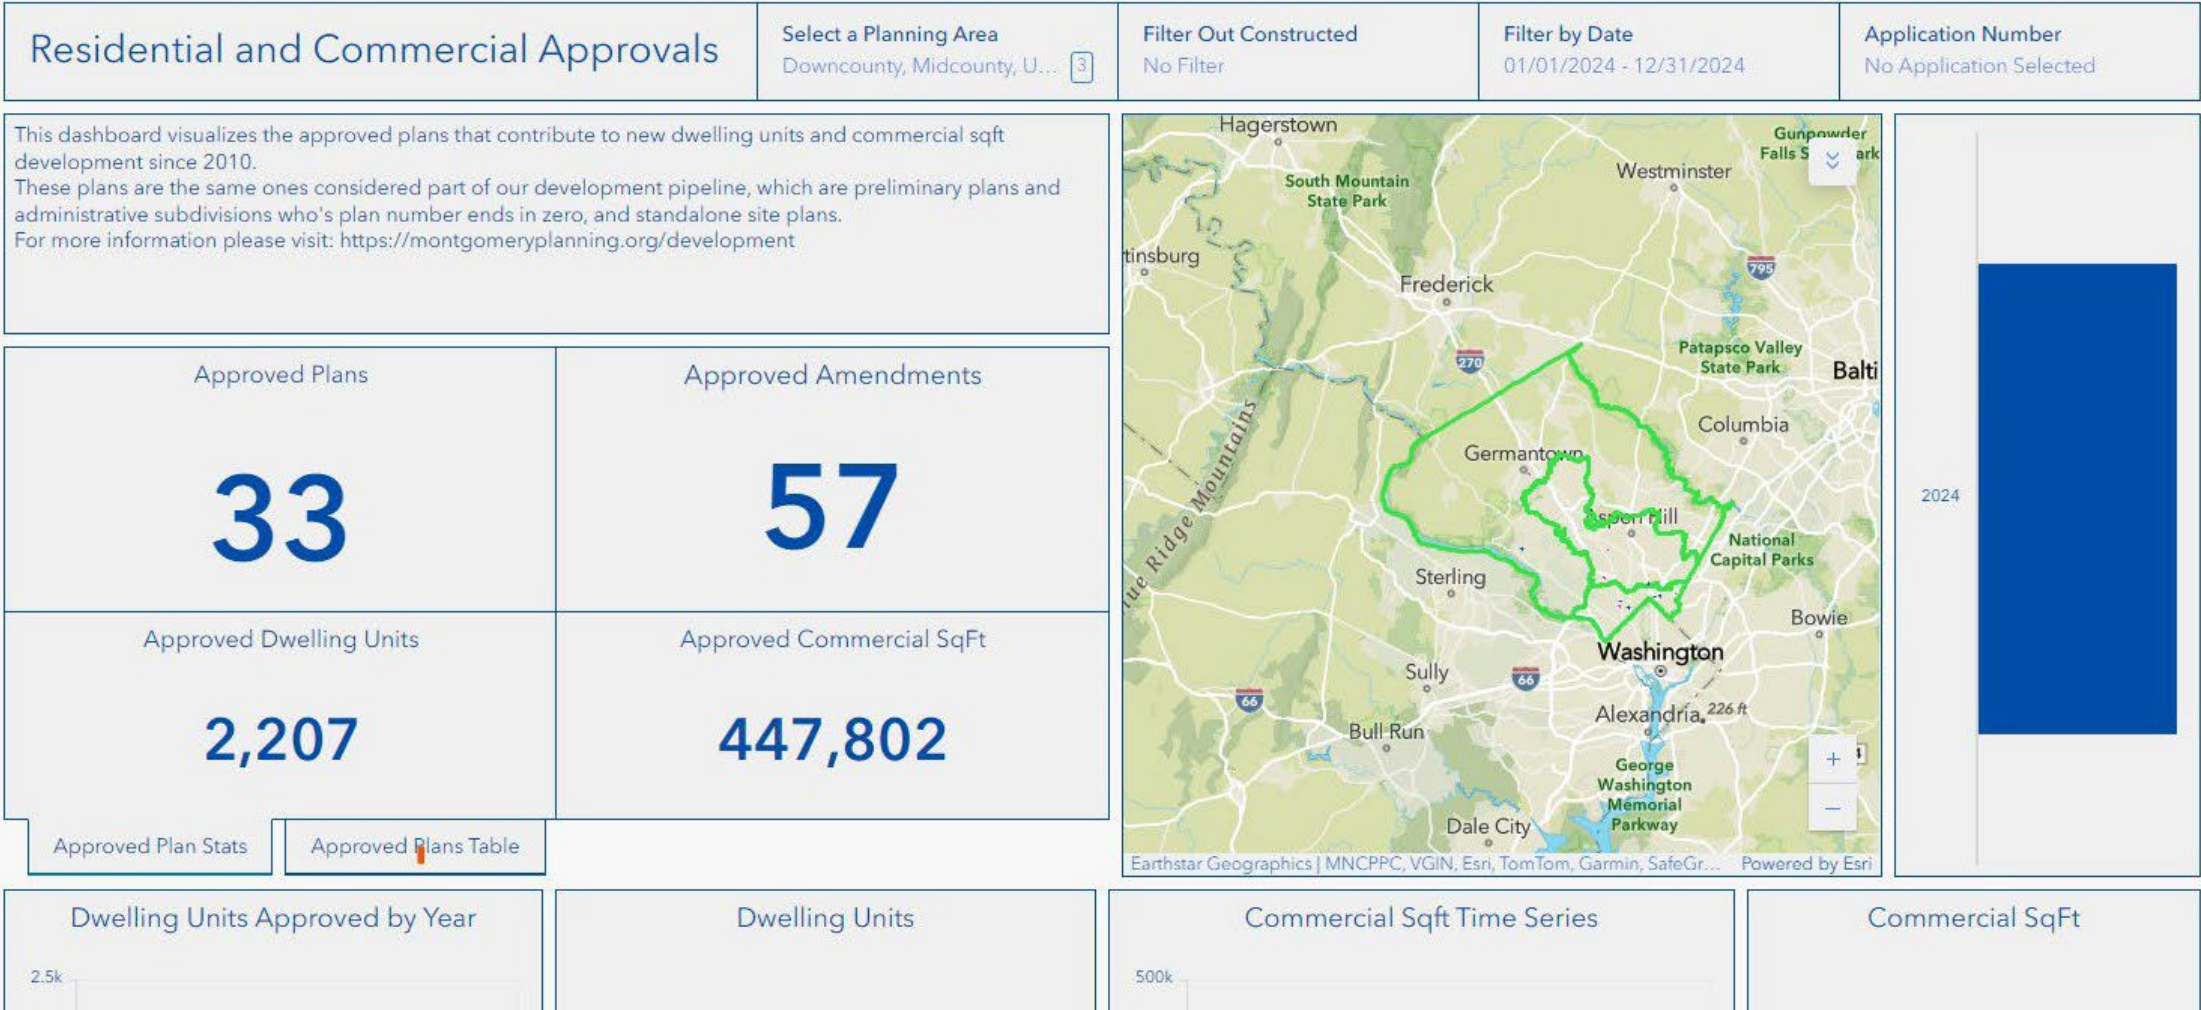 Residential and Commercial Approvals
Select a Planning Area
Downcounty, Midcounty, U... 3
Filter Out Constructed
No Filter
Filter by Date
01/01/2024 - 12/31/2024
Application Number
No Application Selected
This dashboard visualizes the approved plans that contribute to new dwelling units and commercial sqft
development since 2010.
These plans are the same ones considered part of our development pipeline, which are preliminary plans and
administrative subdivisions who's plan number ends in zero, and standalone site plans.
For more information please visit: https://montgomeryplanning.org/development
Approved Plans
33
Approved Amendments
57
Approved Dwelling Units
2,207
Approved Commercial SqFt
447,802
Approved Plan Stats
Approved Plans Table
Hagerstown
Gunpowder
Falls S ark
Westminster
South Mountain
State Park
tinsburg
795
Frederick
270
Patapsco Valley
State Park
Balti
Columbia
Germantown
Aspen Hill
National
Capital Parks
ue Ridge Mountains
Sterling
Bowie
Washington
Sully
66
66
Alexandria
226 ft
Bull Run
George
Washington
Memorial
Parkway
Dale City
+
4
−
Earthstar Geographics | MNCPPC, VGIN, Esri, TomTom, Garmin, SafeGr...
Powered by Esri
2024
Dwelling Units Approved by Year
2.5k
Dwelling Units
Commercial Sqft Time Series
500k
Commercial SqFt